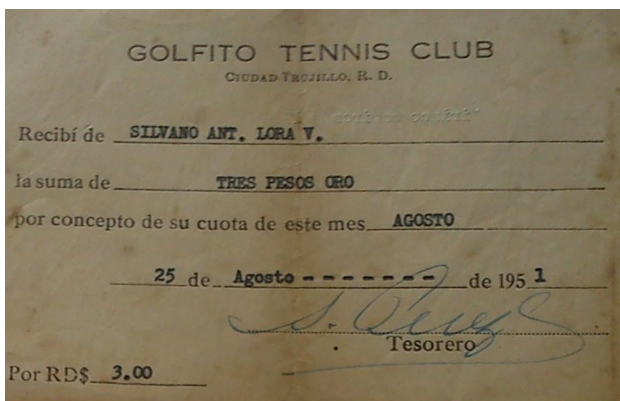 GOLFITO TENNIS CLUB
CIUDAD TRUJILLO, R. D.
Recibí de SILVANO ANT. LORA V.
la suma de TRES PESOS ORO
por concepto de su cuota de este mes AGOSTO
25 de Agosto - - - - - - - de 1951
Tesorero
Por RD$ 3.00